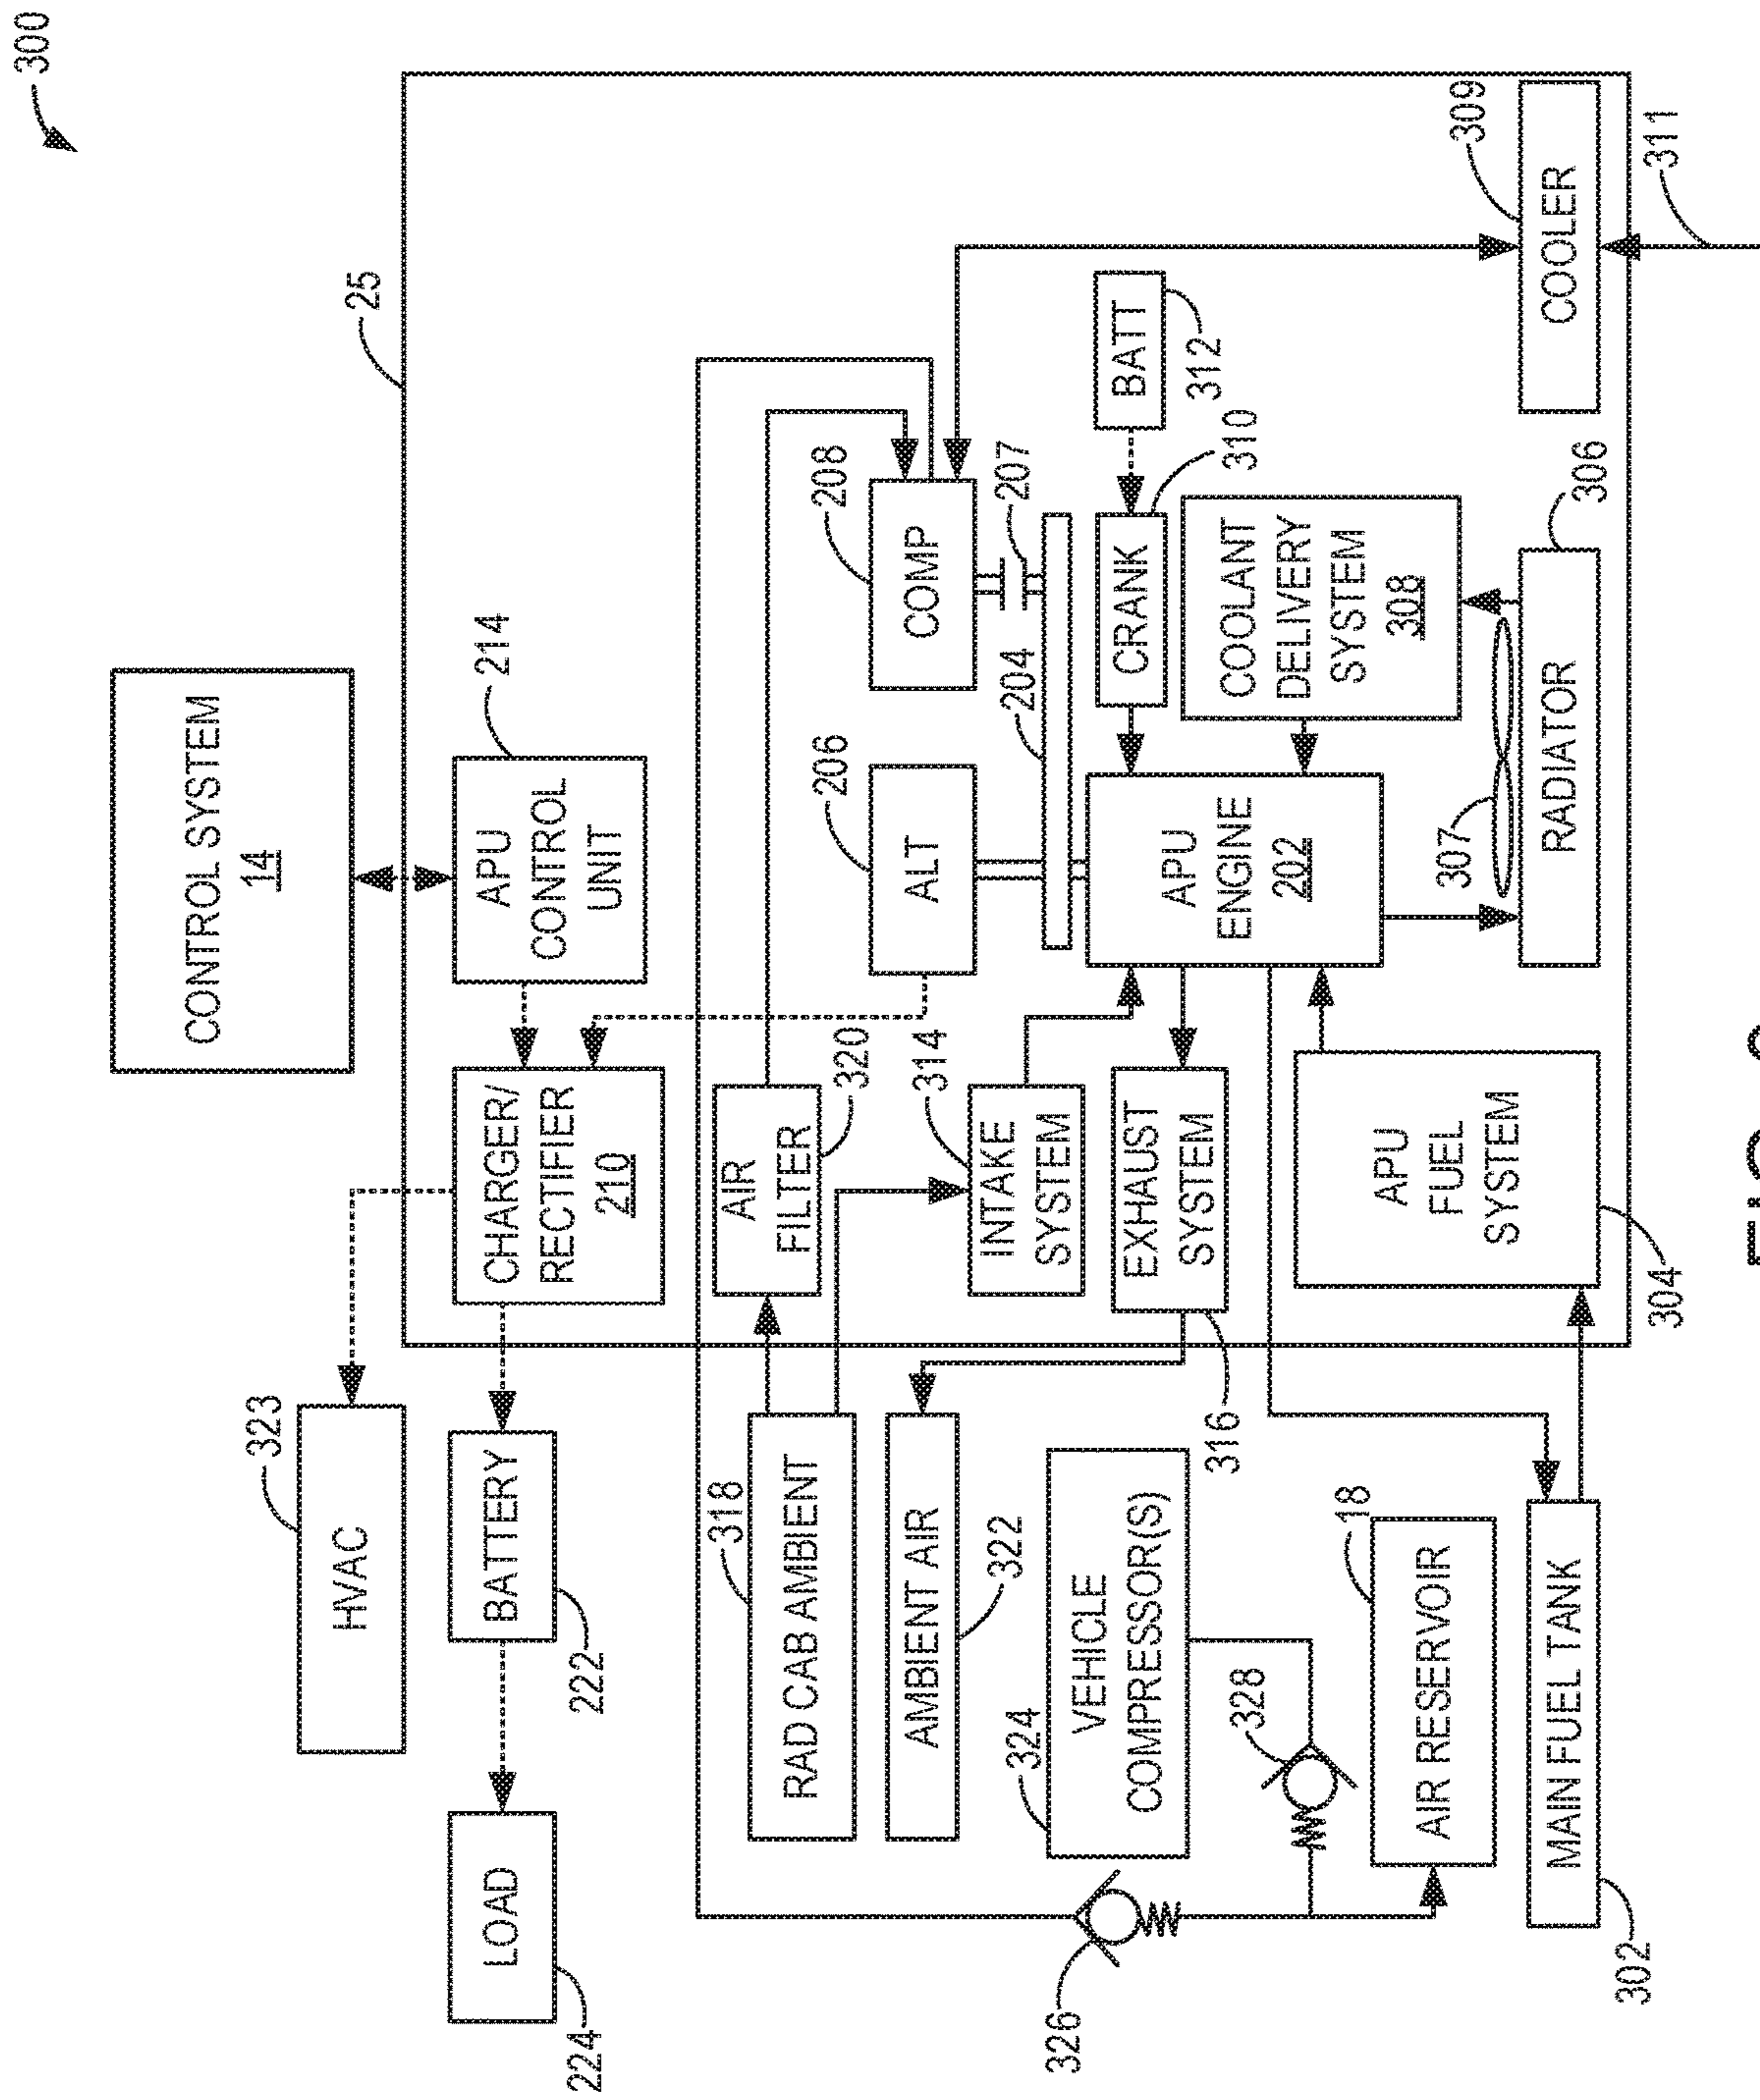 300
CONTROL SYSTEM
14
25
APU
CONTROL
UNIT
214
CHARGER/
RECTIFIER
210
HVAC
323
BATTERY
222
LOAD
224
AIR
FILTER
320
RAD CAB AMBIENT
318
AMBIENT AIR
322
VEHICLE
COMPRESSOR(S)
324
326
328
AIR RESERVOIR
18
MAIN FUEL TANK
302
INTAKE
SYSTEM
314
EXHAUST
SYSTEM
316
APU
FUEL
SYSTEM
304
ALT
206
COMP
208
207
204
APU
ENGINE
202
CRANK
310
BATT
312
COOLANT
DELIVERY
SYSTEM
308
RADIATOR
306
307
COOLER
309
311